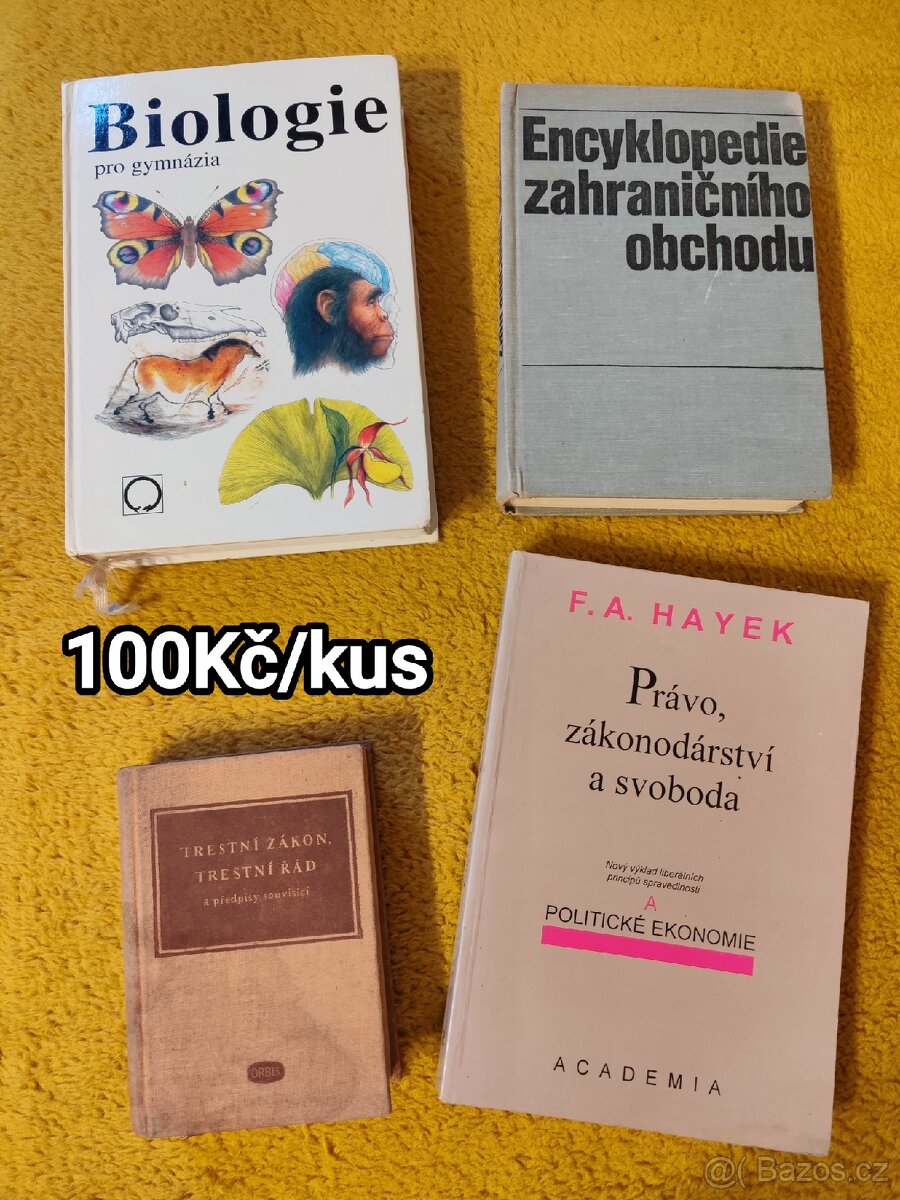 Biologie
pro gymnázia
Encyklopedie
zahraničního
obchodu
100Kč/kus
F. A. HAYEK
Právo,
zákonodárství
a svoboda
Nový výklad liberálních
principů spravedlnosti
A
POLITICKÉ EKONOMIE
ACADEMIA
TRESTNÍ ZÁKON,
TRESTNÍ ŘÁD
a předpisy souvisící
ORBIS
@( Bazos.cz